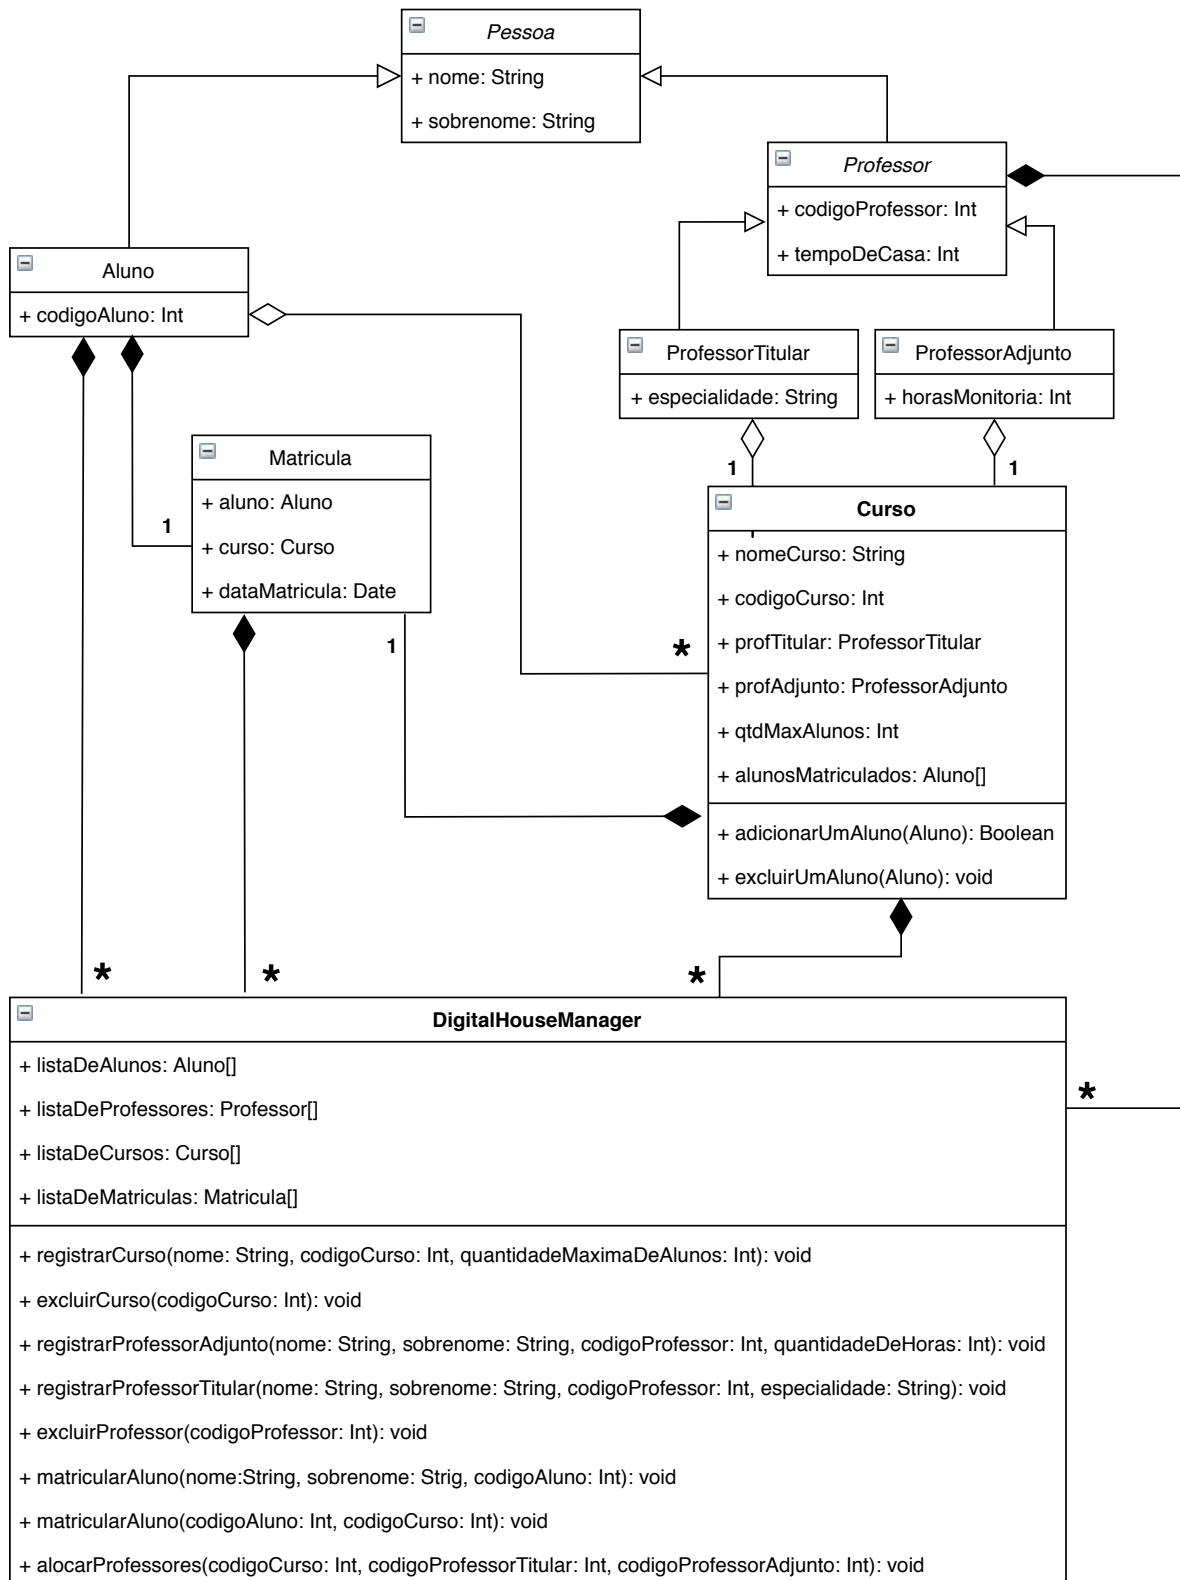 Pessoa
+ nome: String
+ sobrenome: String
Professor
+ codigoProfessor: Int
+ tempoDeCasa: Int
Aluno
+ codigoAluno: Int
ProfessorTitular
+ especialidade: String
ProfessorAdjunto
+ horasMonitoria: Int
1
1
Matricula
+ aluno: Aluno
+ curso: Curso
+ dataMatricula: Date
1
1
*
Curso
+ nomeCurso: String
+ codigoCurso: Int
+ profTitular: ProfessorTitular
+ profAdjunto: ProfessorAdjunto
+ qtdMaxAlunos: Int
+ alunosMatriculados: Aluno[]
+ adicionarUmAluno(Aluno): Boolean
+ excluirUmAluno(Aluno): void
*
*
*
DigitalHouseManager
+ listaDeAlunos: Aluno[]
+ listaDeProfessores: Professor[]
+ listaDeCursos: Curso[]
+ listaDeMatriculas: Matricula[]
*
+ registrarCurso(nome: String, codigoCurso: Int, quantidadeMaximaDeAlunos: Int): void
+ excluirCurso(codigoCurso: Int): void
+ registrarProfessorAdjunto(nome: String, sobrenome: String, codigoProfessor: Int, quantidadeDeHoras: Int): void
+ registrarProfessorTitular(nome: String, sobrenome: String, codigoProfessor: Int, especialidade: String): void
+ excluirProfessor(codigoProfessor: Int): void
+ matricularAluno(nome:String, sobrenome: Strig, codigoAluno: Int): void
+ matricularAluno(codigoAluno: Int, codigoCurso: Int): void
+ alocarProfessores(codigoCurso: Int, codigoProfessorTitular: Int, codigoProfessorAdjunto: Int): void